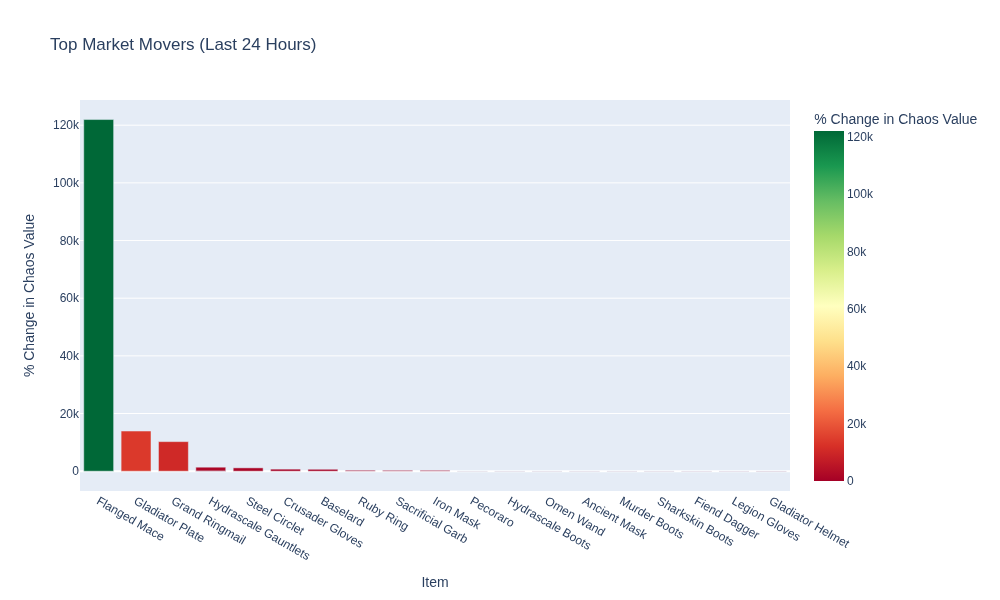 Top Market Movers (Last 24 Hours)
% Change in Chaos Value
120k
100k
80k
60k
40k
20k
0
Flanged Mace
Gladiator Plate
Grand Ringmail
Hydrascale Gauntlets
Steel Circlet
Crusader Gloves
Baselard
Ruby Ring
Sacrificial Garb
Iron Mask
Pecoraro
Hydrascale Boots
Omen Wand
Ancient Mask
Murder Boots
Sharkskin Boots
Fiend Dagger
Legion Gloves
Gladiator Helmet
Item
% Change in Chaos Value
120k
100k
80k
60k
40k
20k
0